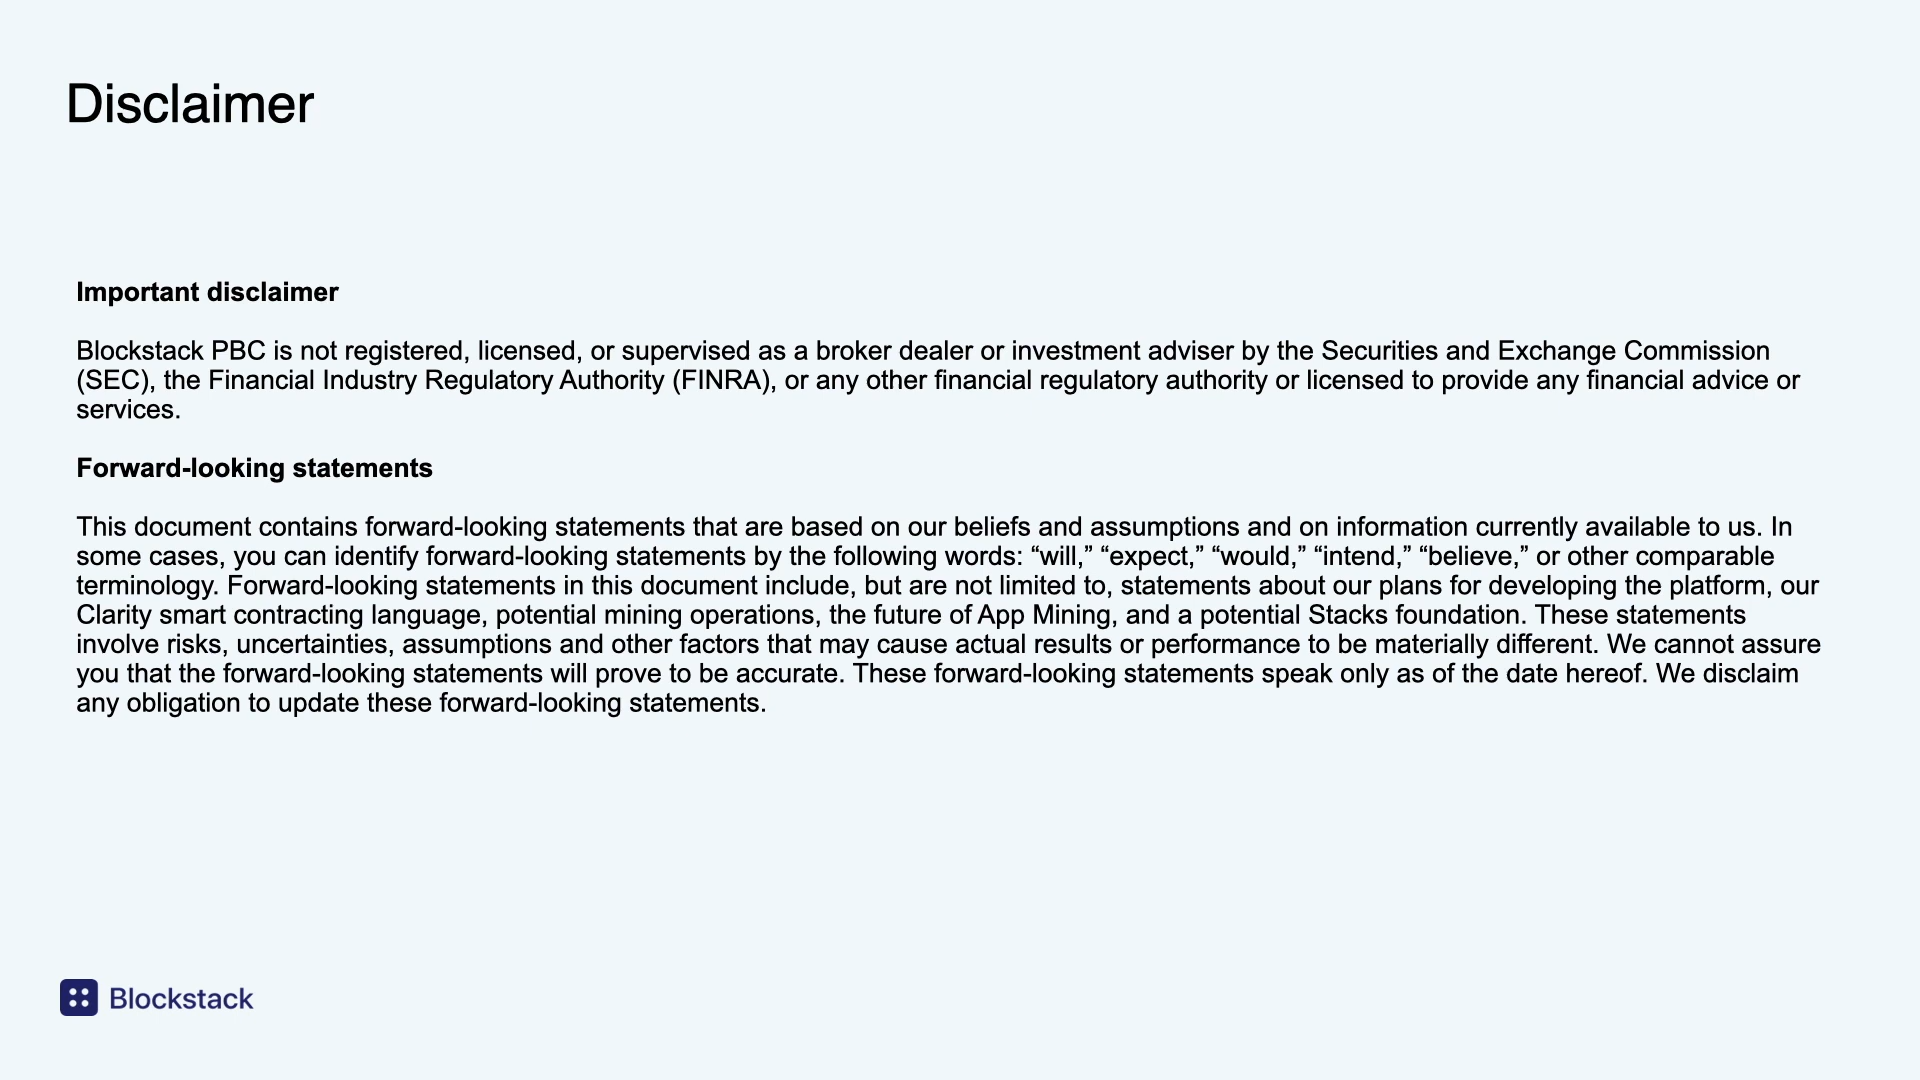 Disclaimer
Important disclaimer
Blockstack PBC is not registered, licensed, or supervised as a broker dealer or investment adviser by the Securities and Exchange Commission
(SEC), the Financial Industry Regulatory Authority (FINRA), or any other financial regulatory authority or licensed to provide any financial advice or
services.
Forward-looking statements
This document contains forward-looking statements that are based on our beliefs and assumptions and on information currently available to us. In
some cases, you can identify forward-looking statements by the following words: “will,” “expect,” “would,” “intend,” “believe,” or other comparable
terminology. Forward-looking statements in this document include, but are not limited to, statements about our plans for developing the platform, our
Clarity smart contracting language, potential mining operations, the future of App Mining, and a potential Stacks foundation. These statements
involve risks, uncertainties, assumptions and other factors that may cause actual results or performance to be materially different. We cannot assure
you that the forward-looking statements will prove to be accurate. These forward-looking statements speak only as of the date hereof. We disclaim
any obligation to update these forward-looking statements.
Blockstack